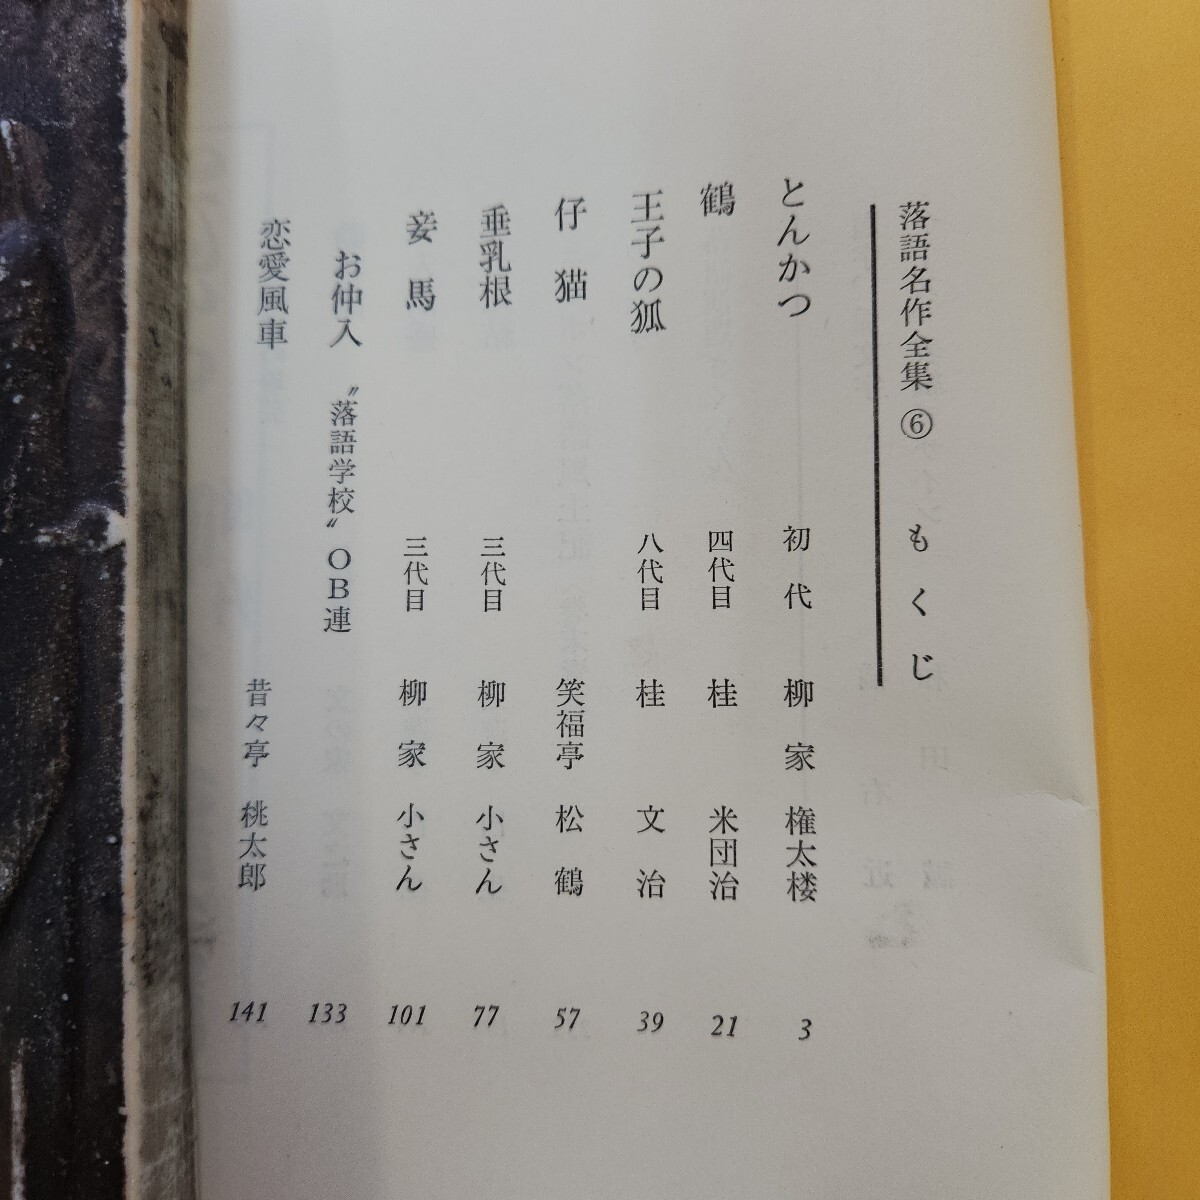 落語名作全集⑥ もくじ
とんかつ 初代 柳家 権太楼 3
鶴 四代目 桂 米団治 21
王子の狐 八代目 桂 文治 39
仔猫 笑福亭 松鶴 57
垂乳根 三代目 柳家 小さん 77
妾馬 三代目 柳家 小さん 101
お仲入 〝落語学校〟OB連 133
恋愛風車 昔々亭 桃太郎 141